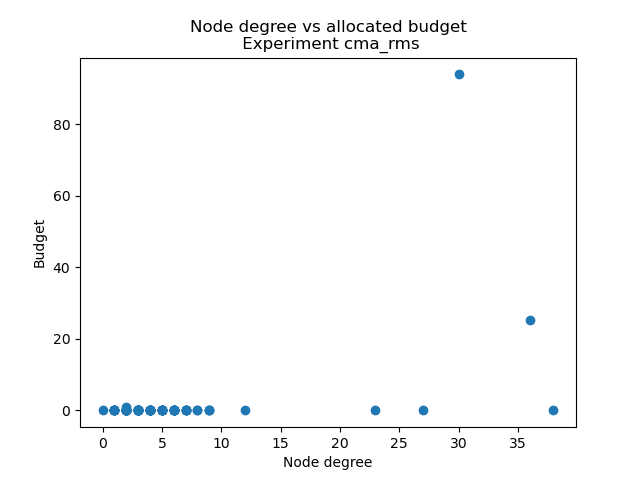 Node degree vs allocated budget
Experiment cma_rms
80
60
40
20
0
Budget
0 5 10 15 20 25 30 35
Node degree